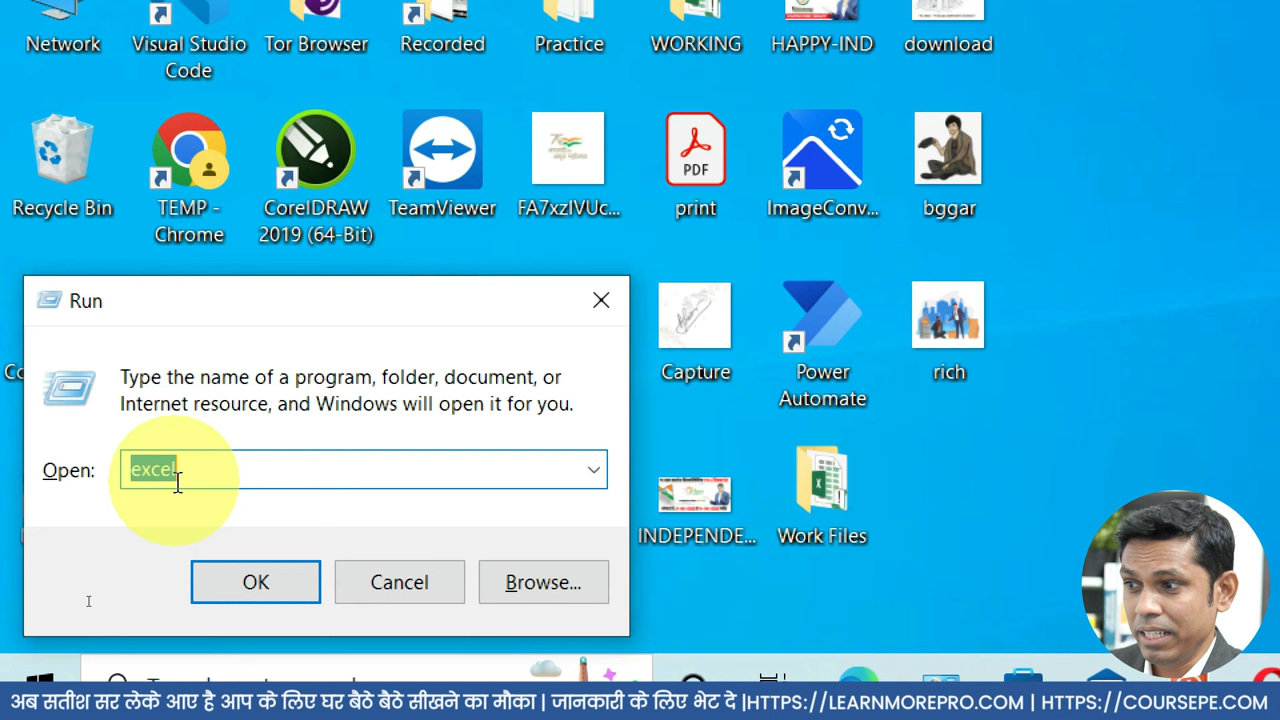 Network
Visual Studio
Code
Tor Browser
Recorded
Practice
WORKING
HAPPY-IND
download
Recycle Bin
TEMP -
Chrome
CorelDRAW
2019 (64-Bit)
TeamViewer
FA7xzIVUc...
PDF
print
ImageConv...
bggar
Run
Type the name of a program, folder, document, or
Internet resource, and Windows will open it for you.
Open:
excel
OK
Cancel
Browse...
Capture
Power
Automate
rich
INDEPENDE...
Work Files
अब सतीश सर लेके आए है आप के लिए घर बैठे बैठे सीखने का मौका | जानकारी के लिए भेट दे |HTTPS://LEARNMOREPRO.COM | HTTPS://COURSEPE.COM